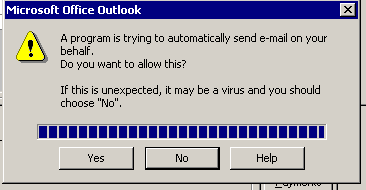 Microsoft Office Outlook
A program is trying to automatically send e-mail on your
behalf.
Do you want to allow this?
If this is unexpected, it may be a virus and you should
choose "No".
Yes No Help